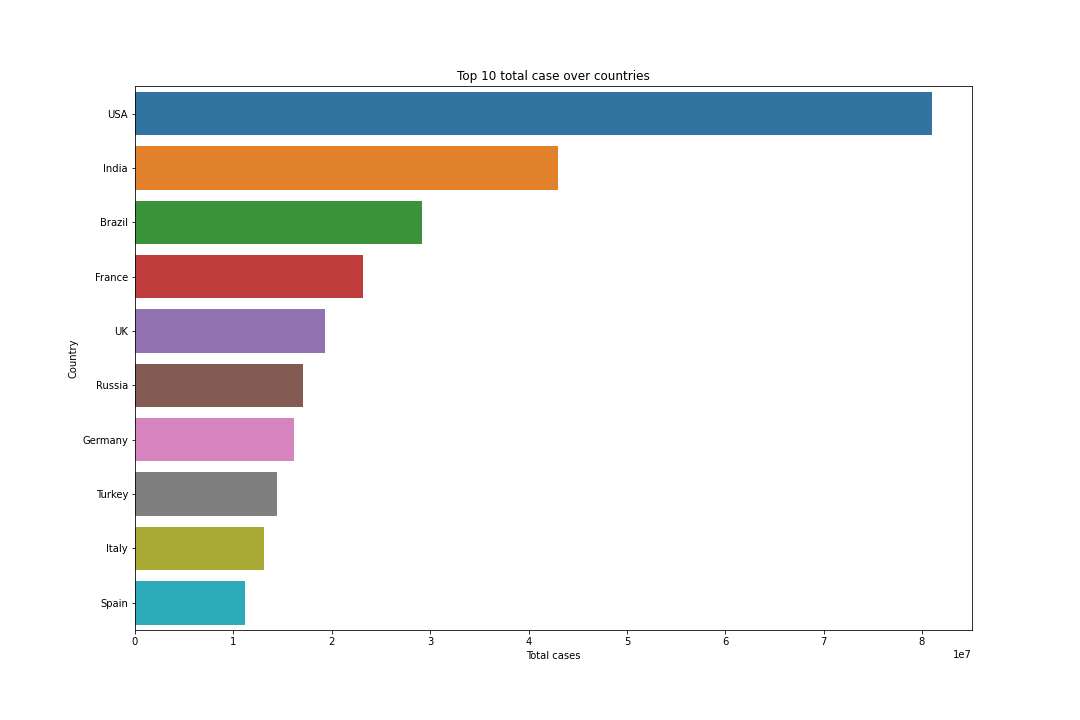 Top 10 total case over countries
USA
India
Brazil
France
UK
Russia
Germany
Turkey
Italy
Spain
Country
0 1 2 3 4 5 6 7 8
1e7
Total cases